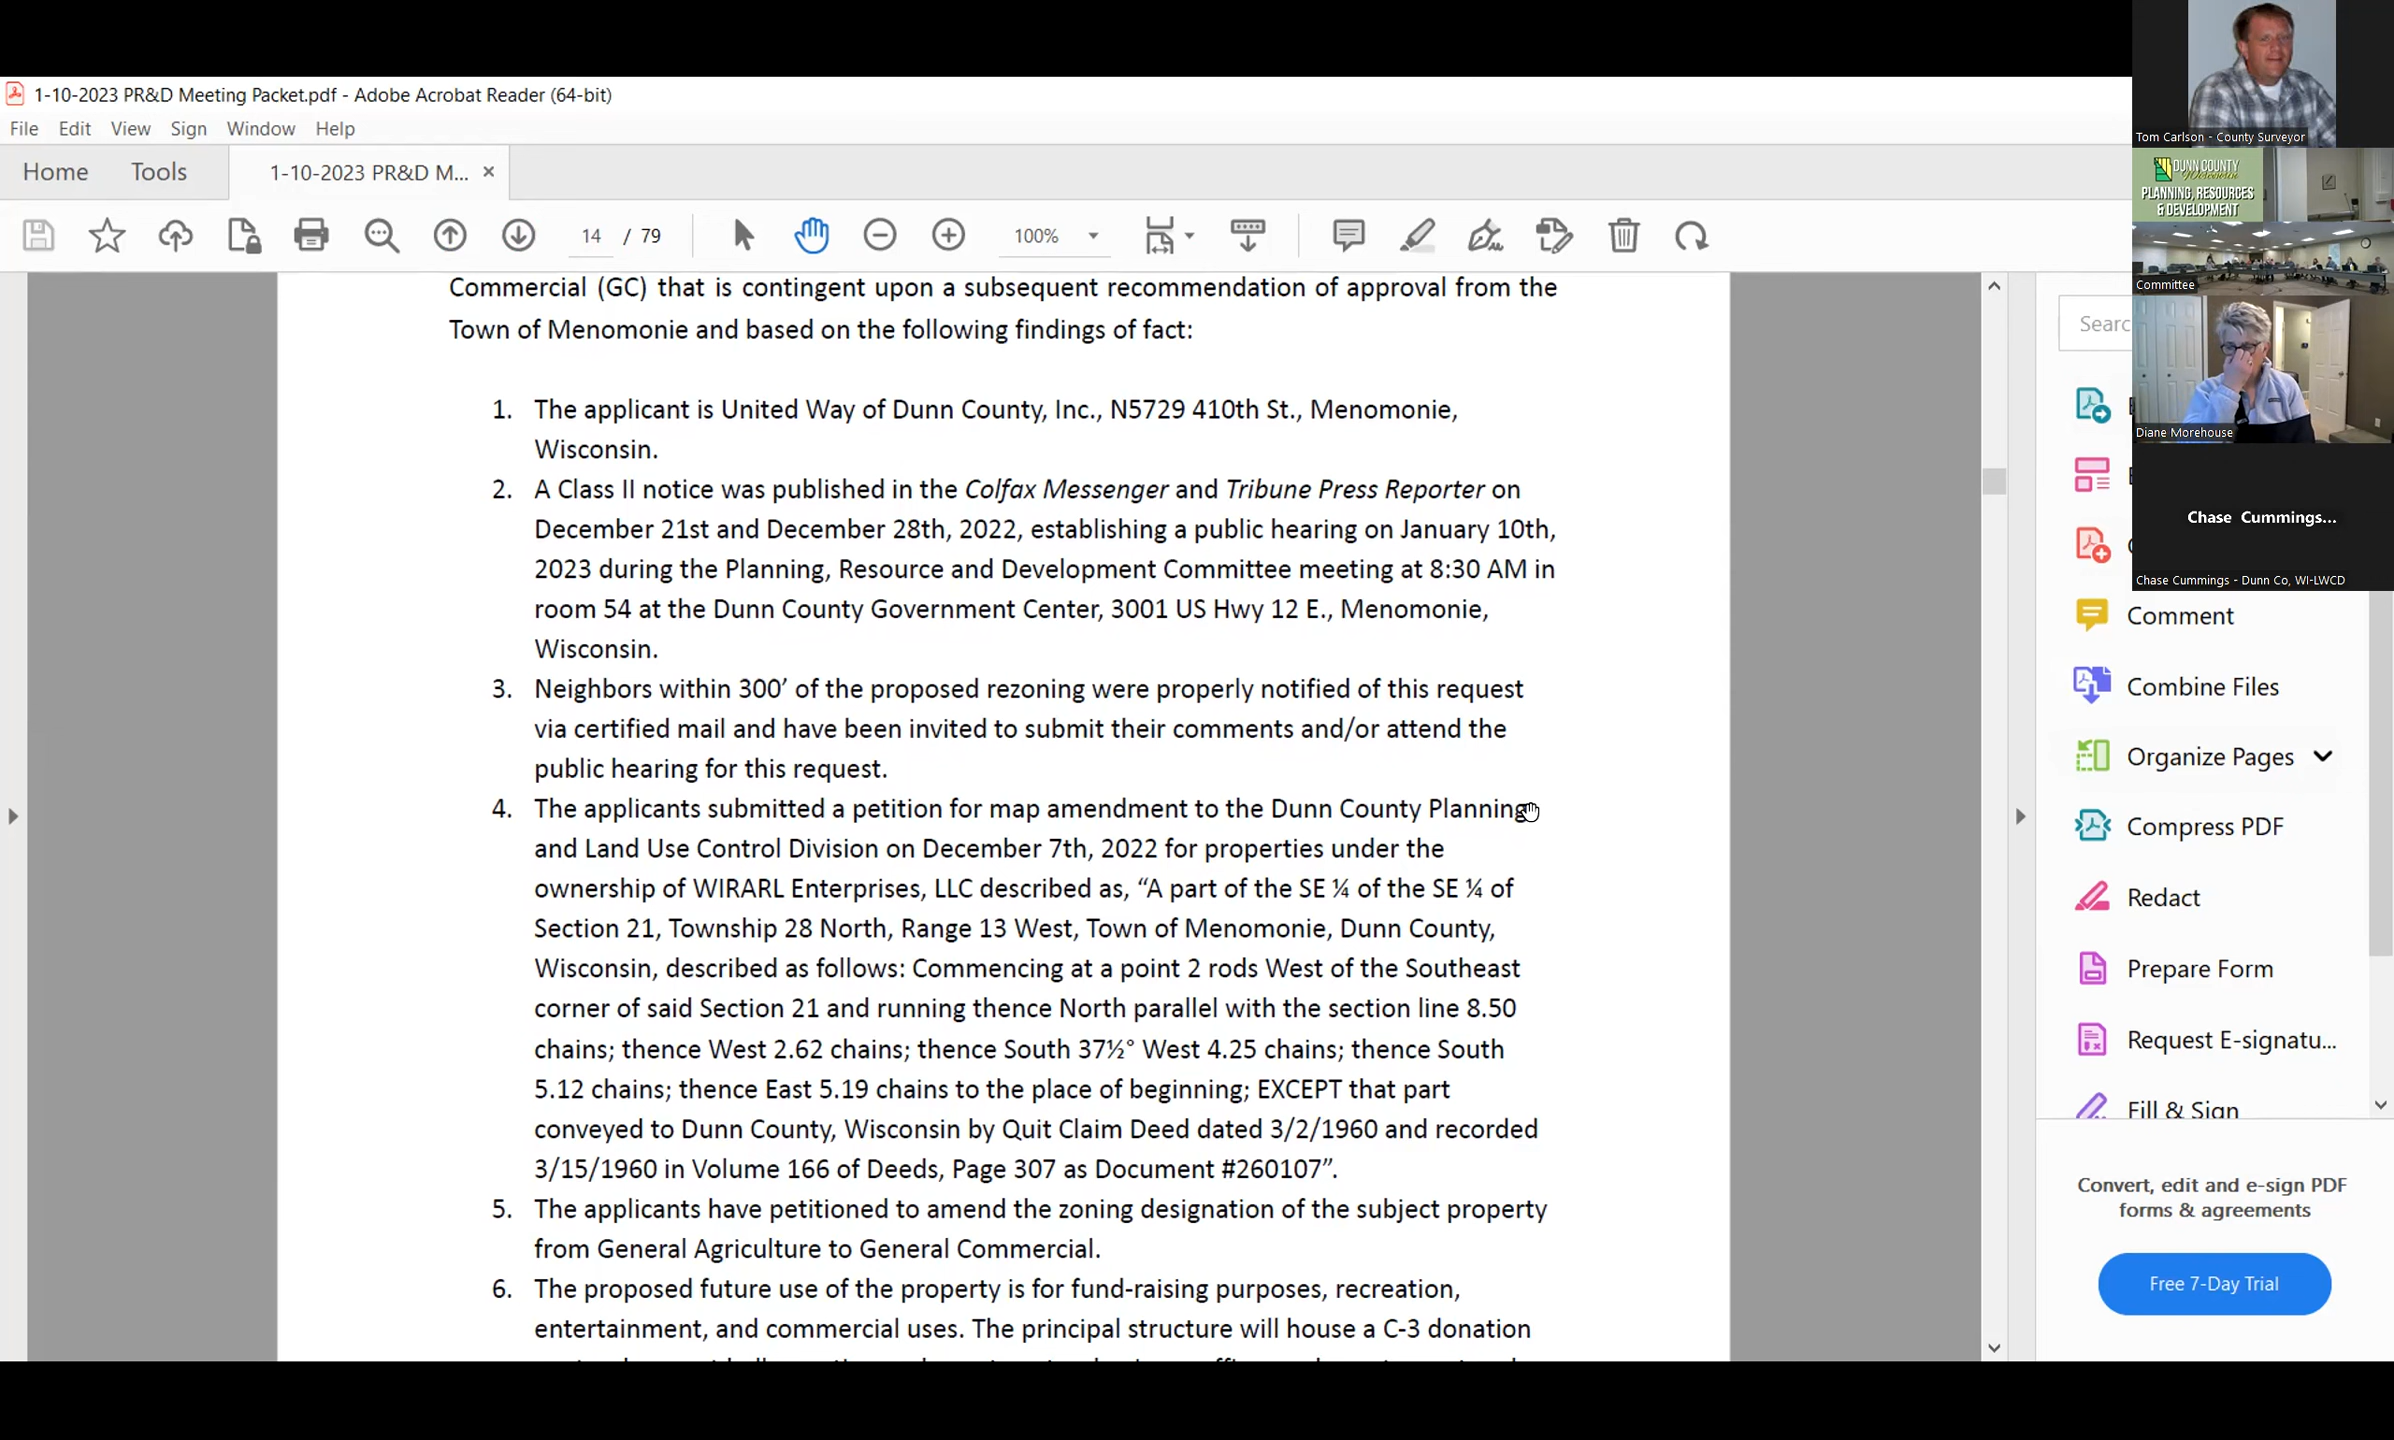 1-10-2023 PR&D Meeting Packet.pdf - Adobe Acrobat Reader (64-bit)
File Edit View Sign Window Help
Home Tools 1-10-2023 PR&D M... ×
14 / 79 100%
Commercial (GC) that is contingent upon a subsequent recommendation of approval from the
Town of Menomonie and based on the following findings of fact:
1. The applicant is United Way of Dunn County, Inc., N5729 410th St., Menomonie,
Wisconsin.
2. A Class II notice was published in the Colfax Messenger and Tribune Press Reporter on
December 21st and December 28th, 2022, establishing a public hearing on January 10th,
2023 during the Planning, Resource and Development Committee meeting at 8:30 AM in
room 54 at the Dunn County Government Center, 3001 US Hwy 12 E., Menomonie,
Wisconsin.
3. Neighbors within 300’ of the proposed rezoning were properly notified of this request
via certified mail and have been invited to submit their comments and/or attend the
public hearing for this request.
4. The applicants submitted a petition for map amendment to the Dunn County Planning
and Land Use Control Division on December 7th, 2022 for properties under the
ownership of WIRARL Enterprises, LLC described as, “A part of the SE ¼ of the SE ¼ of
Section 21, Township 28 North, Range 13 West, Town of Menomonie, Dunn County,
Wisconsin, described as follows: Commencing at a point 2 rods West of the Southeast
corner of said Section 21 and running thence North parallel with the section line 8.50
chains; thence West 2.62 chains; thence South 37½° West 4.25 chains; thence South
5.12 chains; thence East 5.19 chains to the place of beginning; EXCEPT that part
conveyed to Dunn County, Wisconsin by Quit Claim Deed dated 3/2/1960 and recorded
3/15/1960 in Volume 166 of Deeds, Page 307 as Document #260107”.
5. The applicants have petitioned to amend the zoning designation of the subject property
from General Agriculture to General Commercial.
6. The proposed future use of the property is for fund-raising purposes, recreation,
entertainment, and commercial uses. The principal structure will house a C-3 donation
Tom Carlson - County Surveyor
DUNN COUNTY
Wisconsin
PLANNING, RESOURCES
& DEVELOPMENT
Committee
Diane Morehouse
Chase Cummings...
Chase Cummings - Dunn Co, WI-LWCD
Searc
Comment
Combine Files
Organize Pages
Compress PDF
Redact
Prepare Form
Request E-signatu...
Fill & Sign
Convert, edit and e-sign PDF
forms & agreements
Free 7-Day Trial